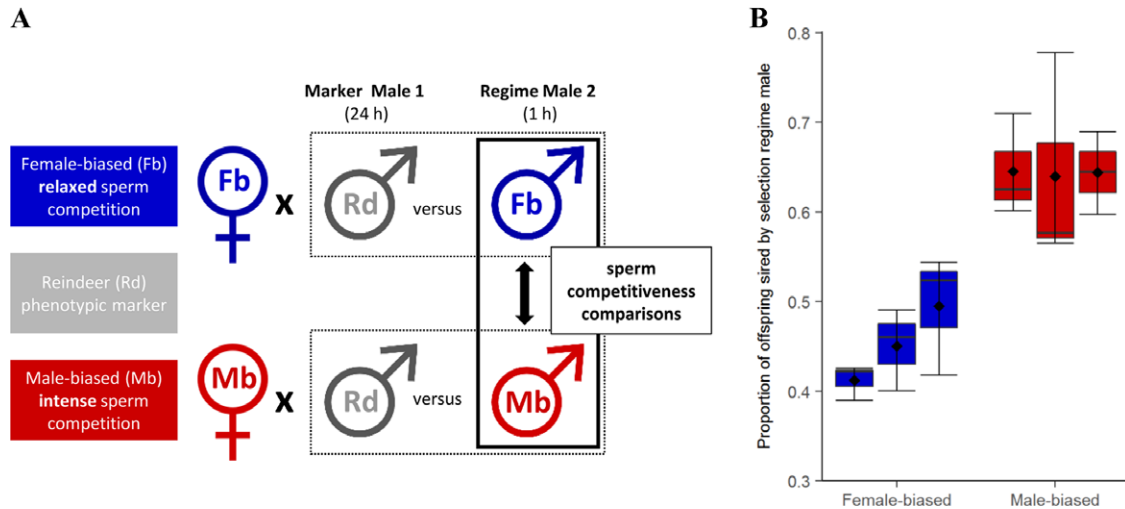 A
Marker Male 1
(24 h)
Regime Male 2
(1 h)
Female-biased (Fb)
relaxed sperm
competition
Fb
X
Rd
versus
Fb
Reindeer (Rd)
phenotypic marker
sperm
competitiveness
comparisons
Male-biased (Mb)
intense sperm
competition
Mb
X
Rd
versus
Mb
B
Proportion of offspring sired by selection regime male
0.8
0.7
0.6
0.5
0.4
0.3
Female-biased
Male-biased